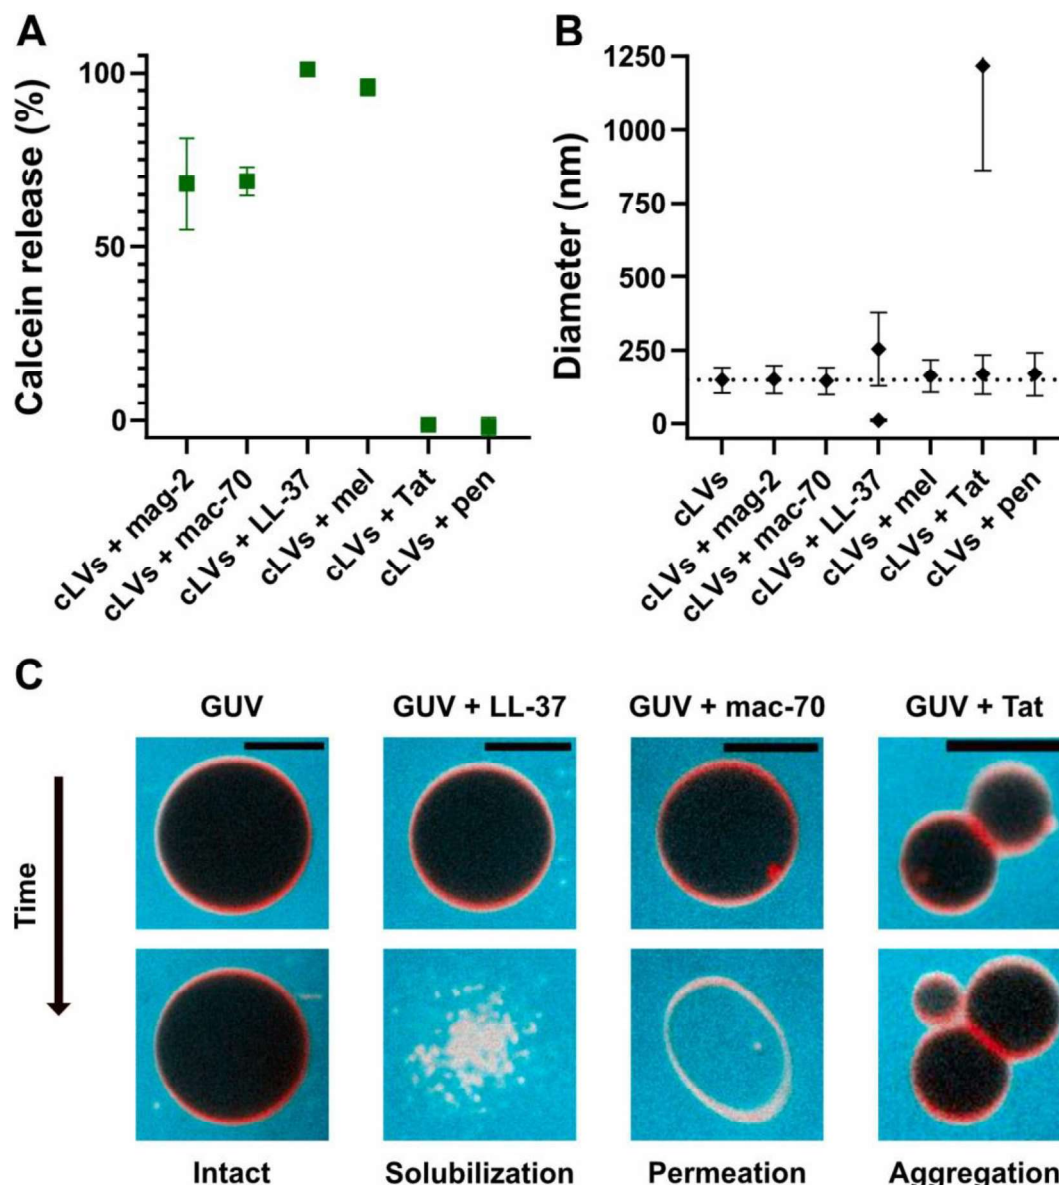 A
Calcein release (%)
100
50
0
cLVs + mag-2
cLVs + mac-70
cLVs + LL-37
cLVs + mel
cLVs + Tat
cLVs + pen
B
Diameter (nm)
1250
1000
750
500
250
0
cLVs
cLVs + mag-2
cLVs + mac-70
cLVs + LL-37
cLVs + mel
cLVs + Tat
cLVs + pen
C
GUV
GUV + LL-37
GUV + mac-70
GUV + Tat
Time
Intact
Solubilization
Permeation
Aggregation